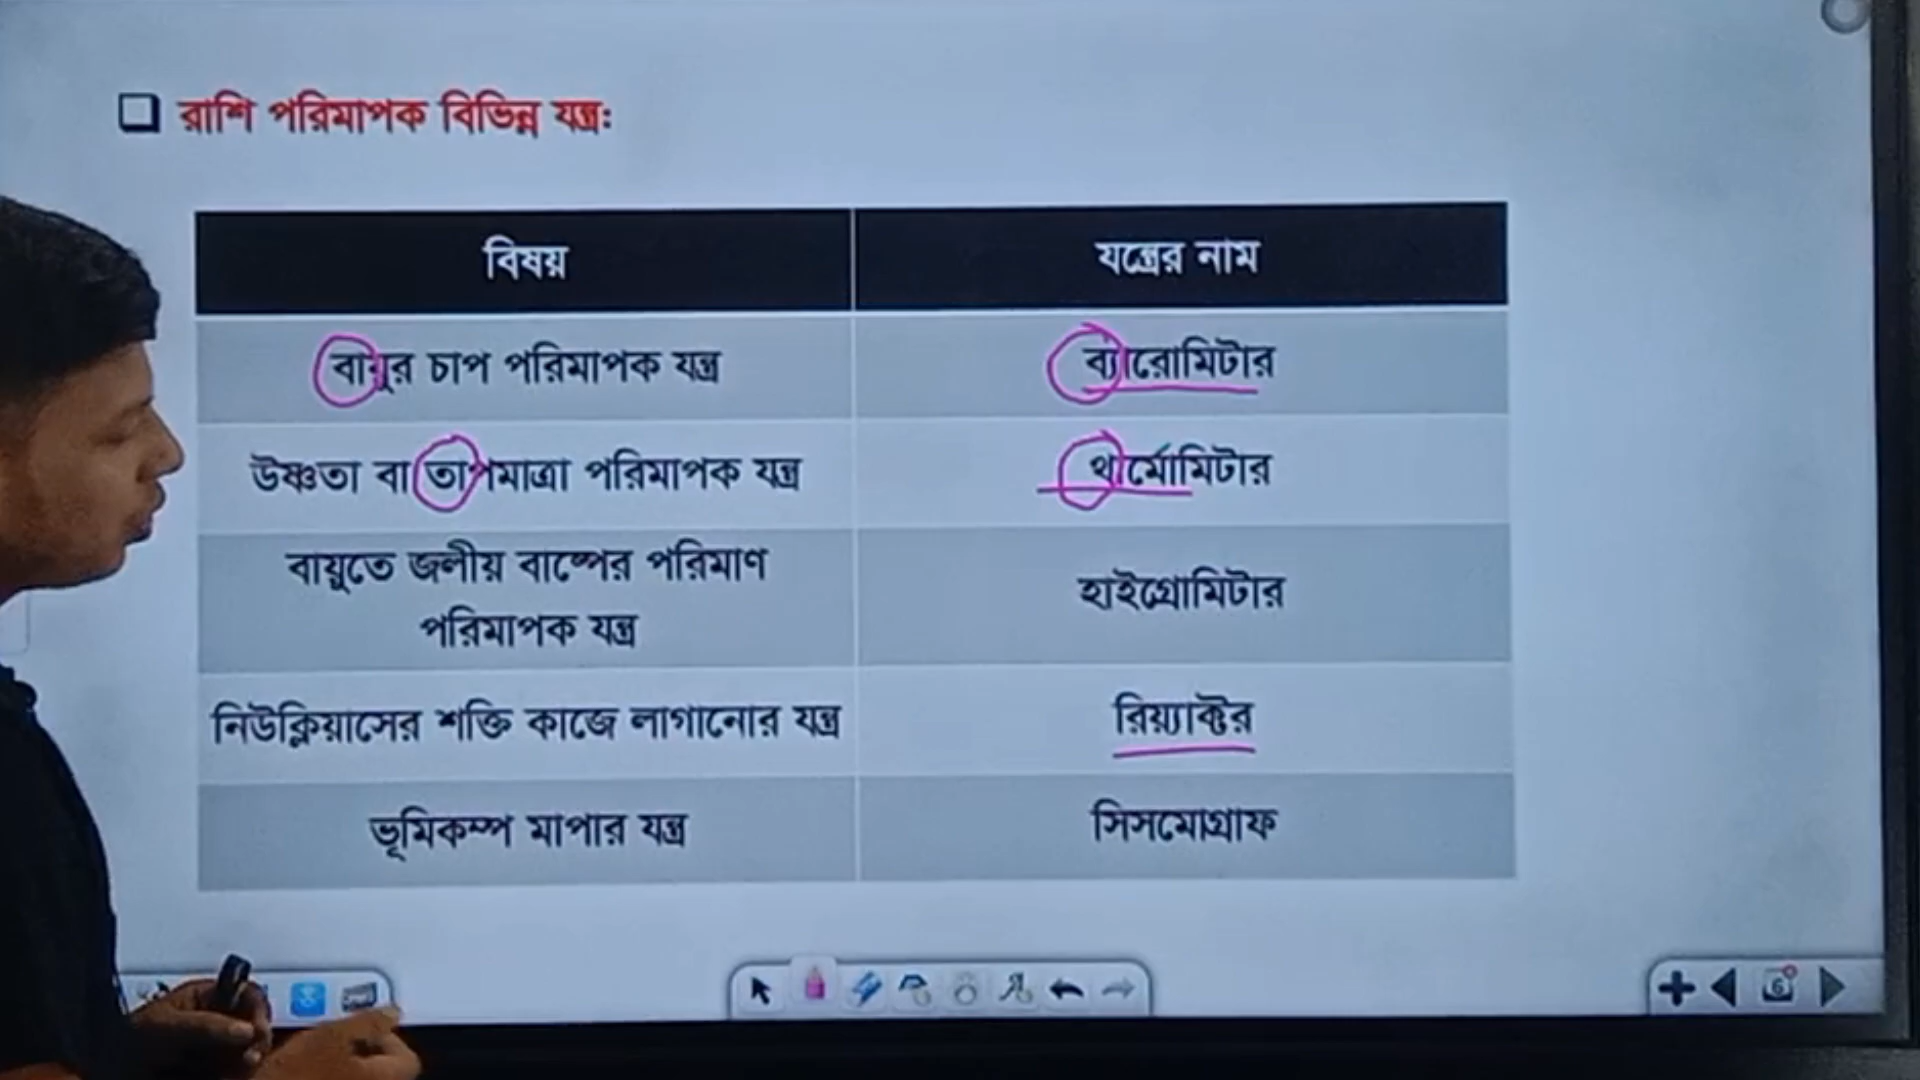 রাশি পরিমাপক বিভিন্ন যন্ত্র:
বিষয়
যন্ত্রের নাম
বায়ুর চাপ পরিমাপক যন্ত্র
ব্যারোমিটার
উষ্ণতা বা তাপমাত্রা পরিমাপক যন্ত্র
থার্মোমিটার
বায়ুতে জলীয় বাষ্পের পরিমাণ
পরিমাপক যন্ত্র
হাইগ্রোমিটার
নিউক্লিয়াসের শক্তি কাজে লাগানোর যন্ত্র
রিয়্যাক্টর
ভূমিকম্প মাপার যন্ত্র
সিসমোগ্রাফ
6